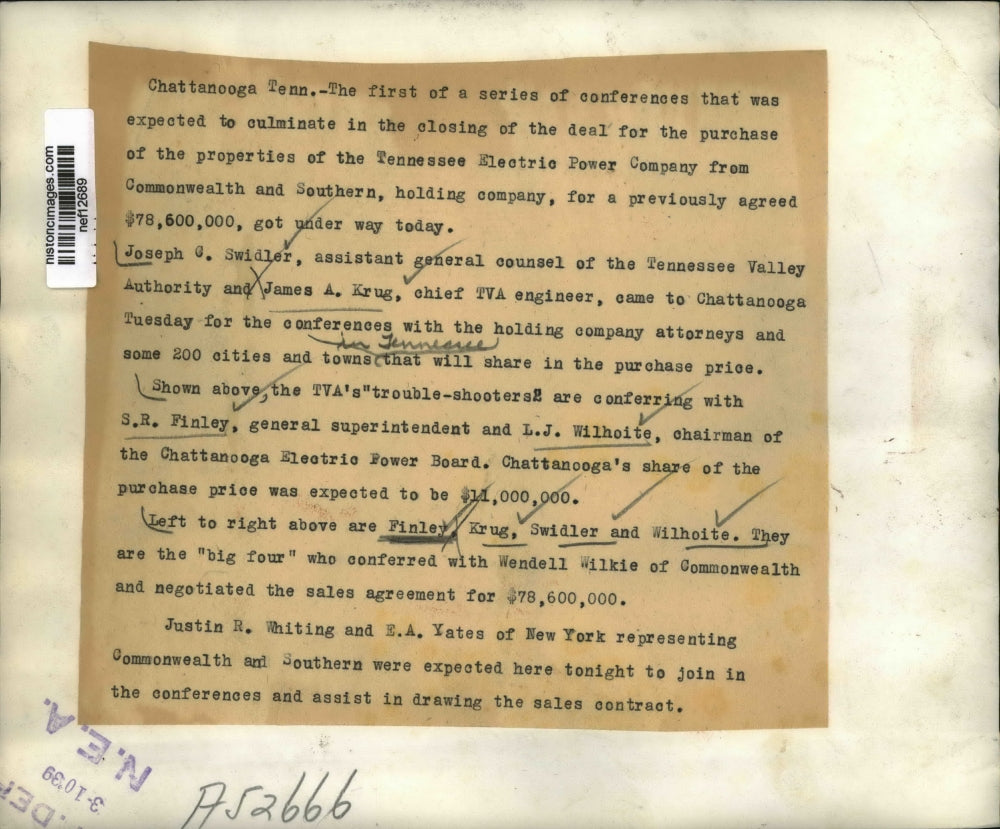 Chattanooga Tenn.-The first of a series of conferences that was
expected to culminate in the closing of the deal for the purchase
of the properties of the Tennessee Electric Power Company from
Commonwealth and Southern, holding company, for a previously agreed
$78,600,000, got under way today.
Joseph C. Swidler, assistant general counsel of the Tennessee Valley
Authority and James A. Krug, chief TVA engineer, came to Chattanooga
Tuesday for the conferences with the holding company attorneys and
in Tennessee
some 200 cities and towns that will share in the purchase price.
Shown above, the TVA's "trouble-shooters" are conferring with
S.R. Finley, general superintendent and L.J. Wilhoite, chairman of
the Chattanooga Electric Power Board. Chattanooga's share of the
purchase price was expected to be $11,000,000.
Left to right above are Finley, Krug, Swidler and Wilhoite. They
are the "big four" who conferred with Wendell Wilkie of Commonwealth
and negotiated the sales agreement for $78,600,000.
Justin R. Whiting and E.A. Yates of New York representing
Commonwealth and Southern were expected here tonight to join in
the conferences and assist in drawing the sales contract.
historicimages.com
nef12689
N.E.A.
3-10'39
A52666